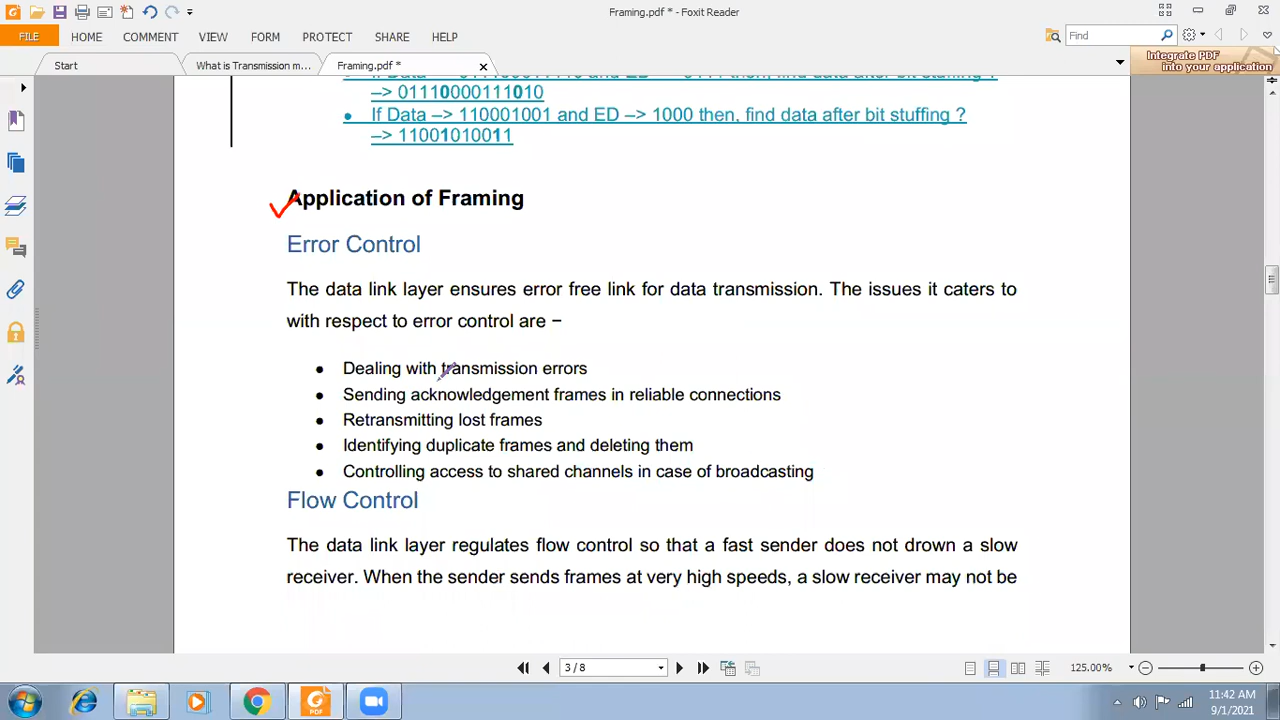 Framing.pdf * - Foxit Reader
FILE HOME COMMENT VIEW FORM PROTECT SHARE HELP
Find
Start What is Transmission m... Framing.pdf *
Integrate PDF
into your application
–> 01110000111010
• If Data –> 110001001 and ED –> 1000 then, find data after bit stuffing ?
–> 11001010011
Application of Framing
Error Control
The data link layer ensures error free link for data transmission. The issues it caters to
with respect to error control are −
• Dealing with transmission errors
• Sending acknowledgement frames in reliable connections
• Retransmitting lost frames
• Identifying duplicate frames and deleting them
• Controlling access to shared channels in case of broadcasting
Flow Control
The data link layer regulates flow control so that a fast sender does not drown a slow
receiver. When the sender sends frames at very high speeds, a slow receiver may not be
3 / 8
125.00%
11:42 AM
9/1/2021